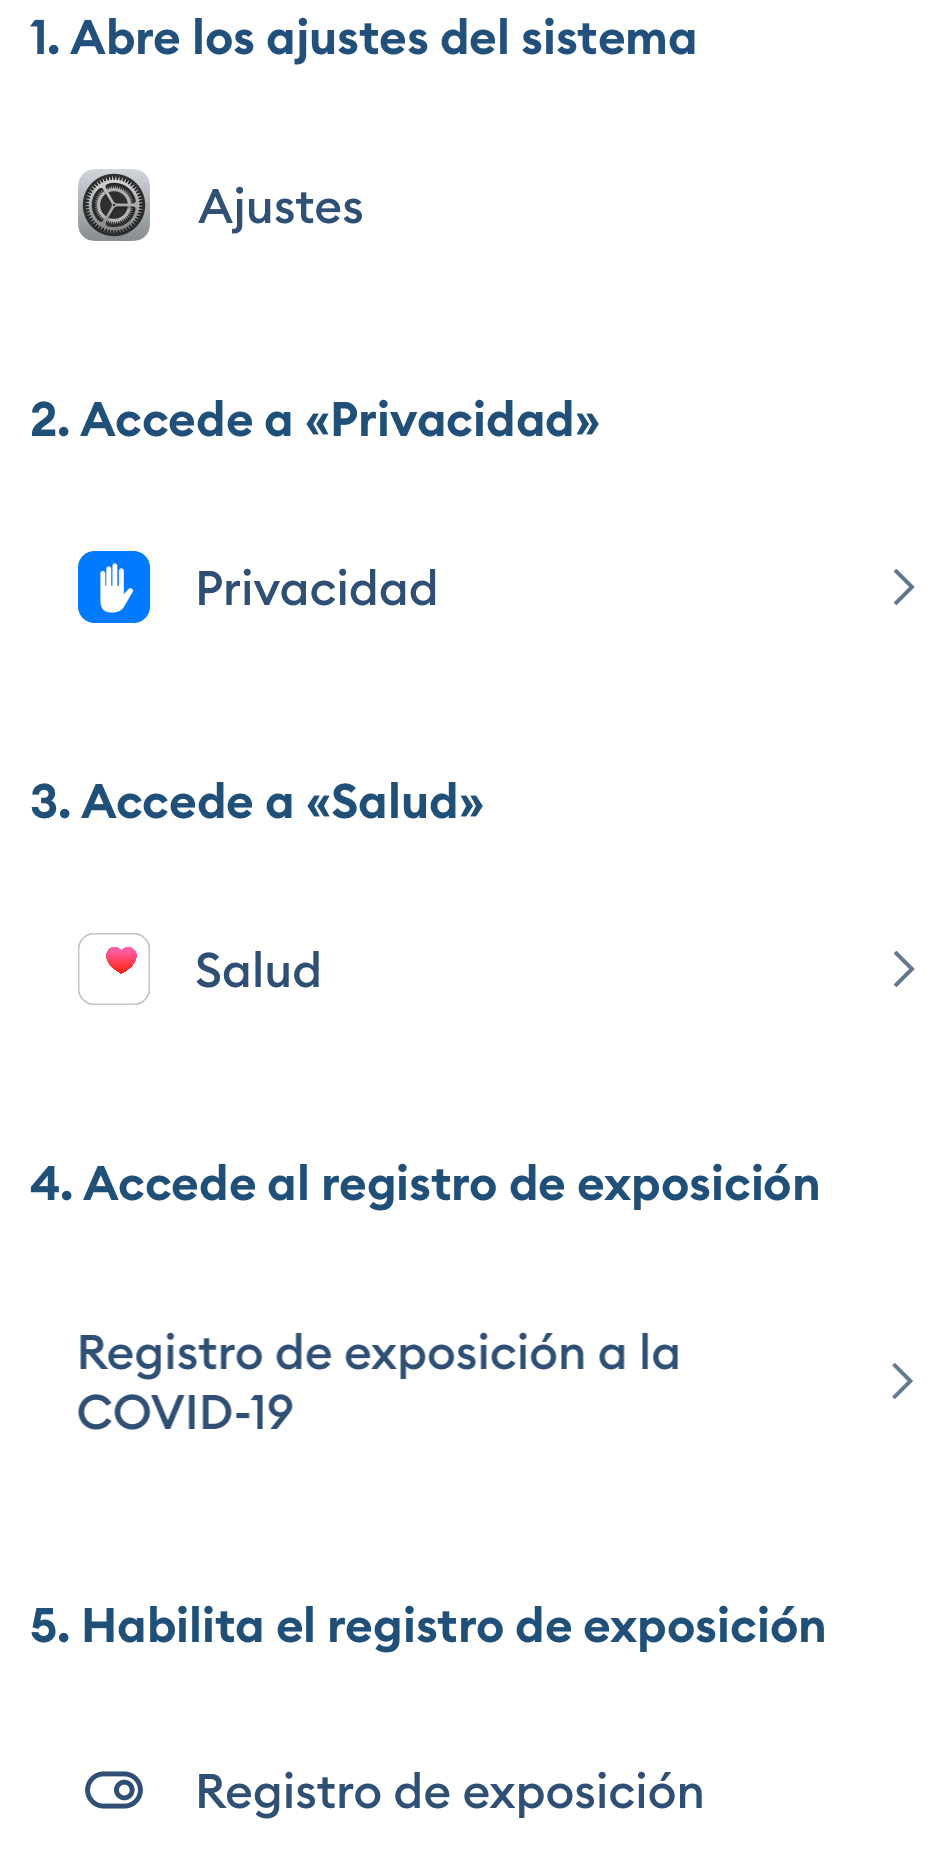 1. Abre los ajustes del sistema
Ajustes
2. Accede a «Privacidad»
Privacidad
3. Accede a «Salud»
Salud
4. Accede al registro de exposición
Registro de exposición a la
COVID-19
5. Habilita el registro de exposición
Registro de exposición